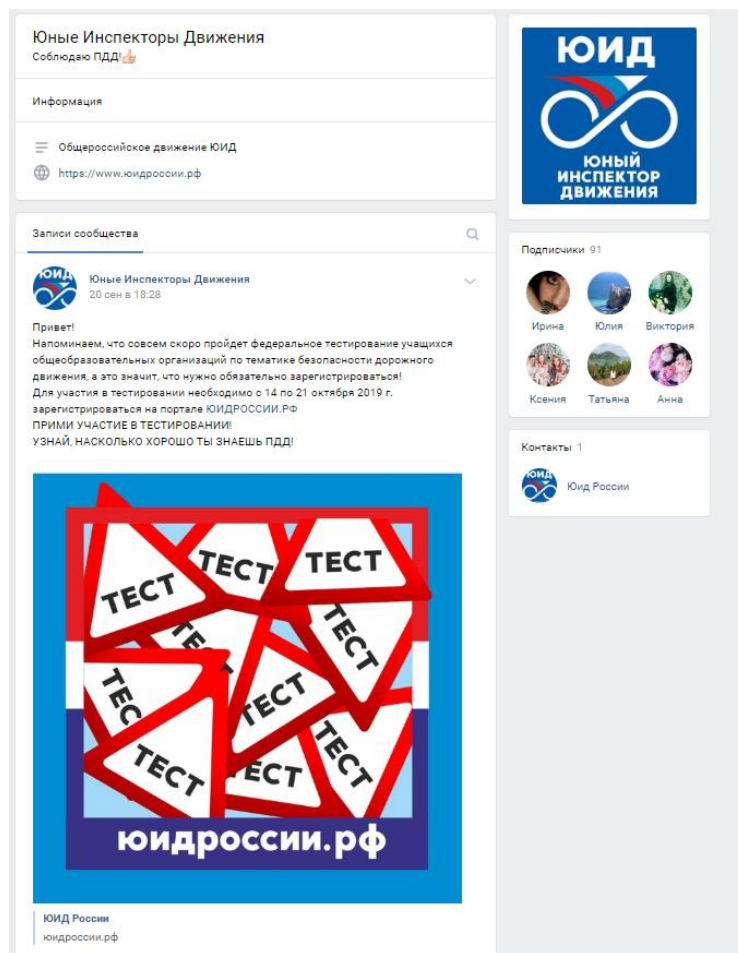 Юные Инспекторы Движения
Соблюдаю ПДД!👍
Информация
Общероссийское движение ЮИД
https://www.юидроссии.рф
Записи сообщества
ЮИД
Юные Инспекторы Движения
20 сен в 18:28
Привет!
Напоминаем, что совсем скоро пройдет федеральное тестирование учащихся
общеобразовательных организаций по тематике безопасности дорожного
движения, а это значит, что нужно обязательно зарегистрироваться!
Для участия в тестировании необходимо с 14 по 21 октября 2019 г.
зарегистрироваться на портале ЮИДРОССИИ.РФ
ПРИМИ УЧАСТИЕ В ТЕСТИРОВАНИИ!
УЗНАЙ, НАСКОЛЬКО ХОРОШО ТЫ ЗНАЕШЬ ПДД!
ТЕСТ
ТЕСТ
ТЕСТ
ТЕС
ТЕСТ
ТЕС
ТЕСТ
ТЕСТ
ЕСТ
ТЕСТ
юидроссии.рф
ЮИД России
юидроссии.рф
ЮИД
ЮНЫЙ
ИНСПЕКТОР
ДВИЖЕНИЯ
Подписчики 91
Ирина Юлия Виктория
Ксения Татьяна Анна
Контакты 1
ЮИД
Юид России